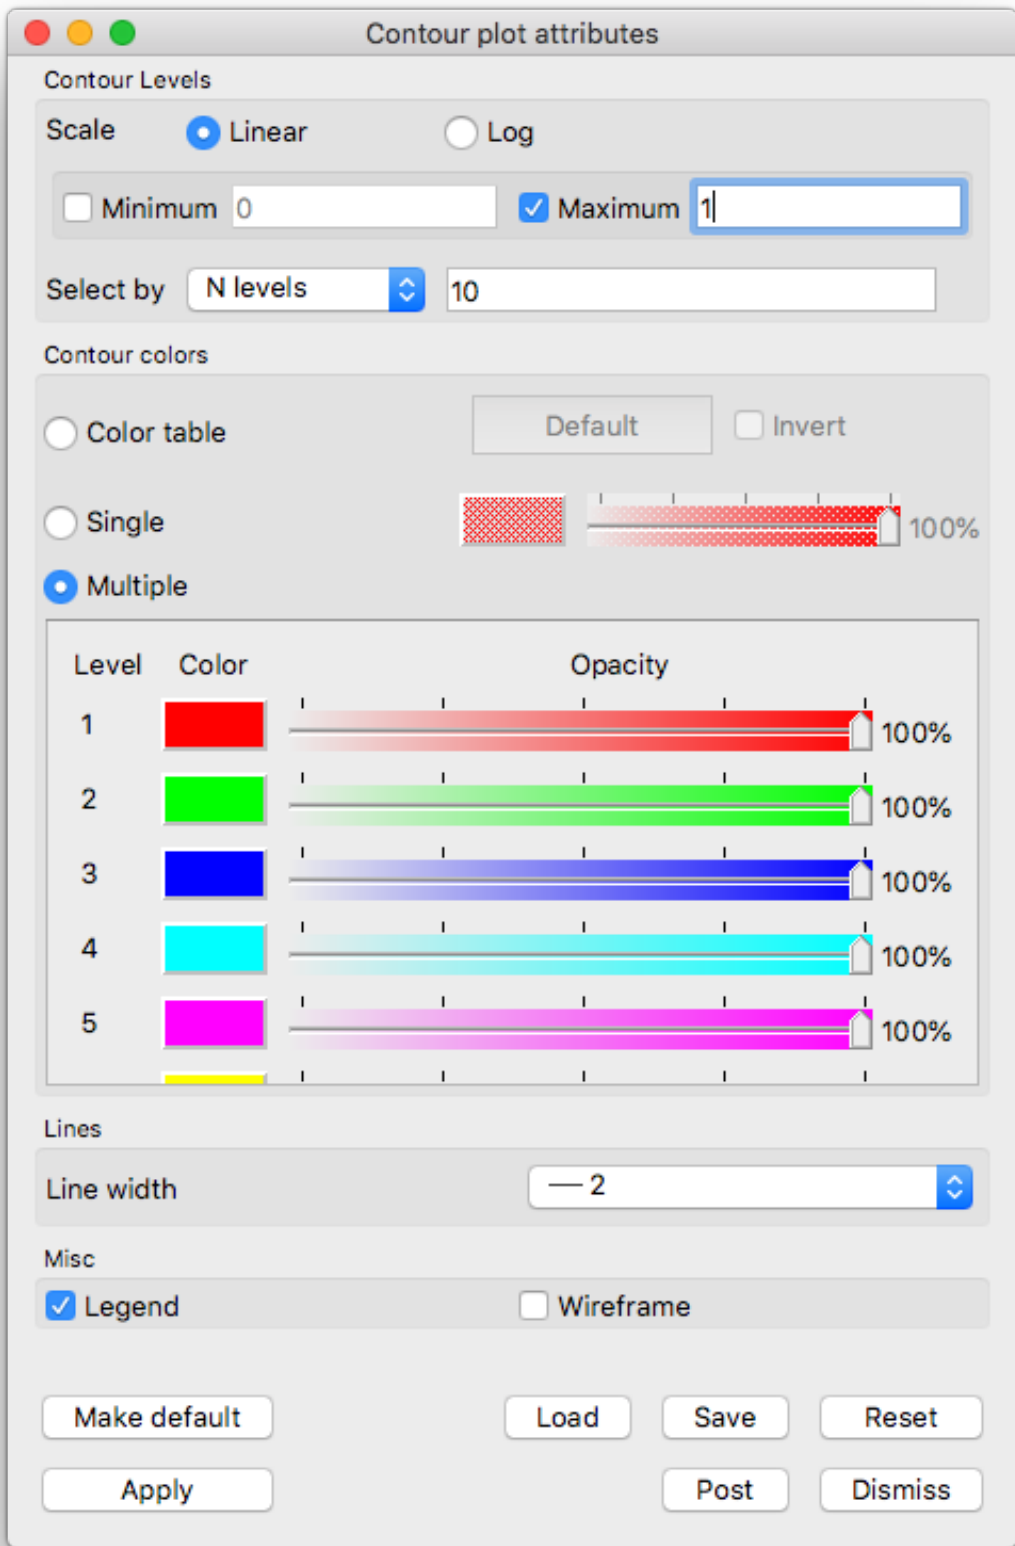 Contour plot attributes
Contour Levels
Scale Linear Log
Minimum 0 Maximum 1
Select by N levels 10
Contour colors
Color table Default Invert
Single 100%
Multiple
Level Color Opacity
1 100%
2 100%
3 100%
4 100%
5 100%
Lines
Line width 2
Misc
Legend Wireframe
Make default Load Save Reset
Apply Post Dismiss